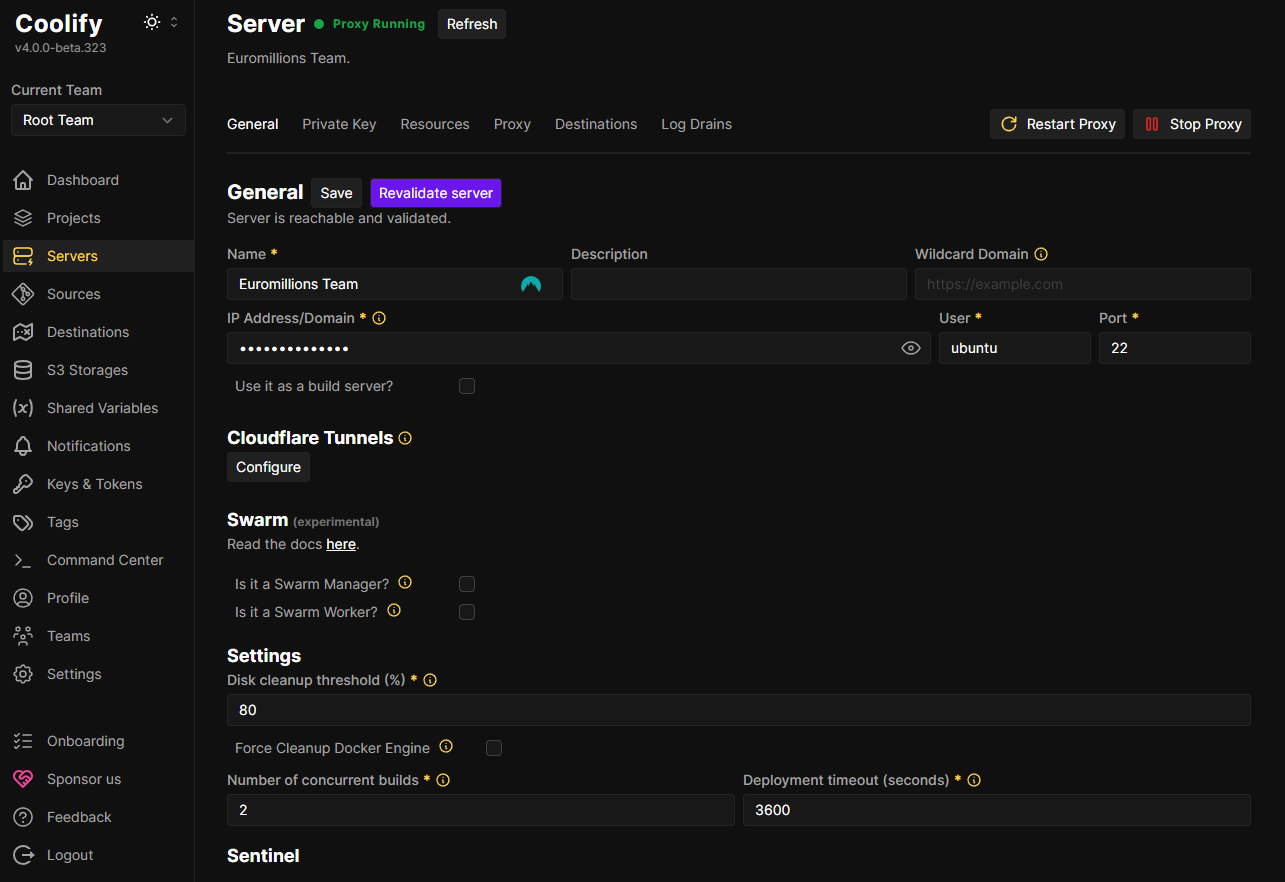 Coolify
v4.0.0-beta.323
Current Team
Root Team
Dashboard
Projects
Servers
Sources
Destinations
S3 Storages
Shared Variables
Notifications
Keys & Tokens
Tags
Command Center
Profile
Teams
Settings
Onboarding
Sponsor us
Feedback
Logout
Server Proxy Running Refresh
Euromillions Team.
General Private Key Resources Proxy Destinations Log Drains Restart Proxy Stop Proxy
General Save Revalidate server
Server is reachable and validated.
Name * Description Wildcard Domain
Euromillions Team https://example.com
IP Address/Domain * User * Port *
•••••••••••••• ubuntu 22
Use it as a build server?
Cloudflare Tunnels
Configure
Swarm (experimental)
Read the docs here.
Is it a Swarm Manager?
Is it a Swarm Worker?
Settings
Disk cleanup threshold (%) *
80
Force Cleanup Docker Engine
Number of concurrent builds * Deployment timeout (seconds) *
2 3600
Sentinel